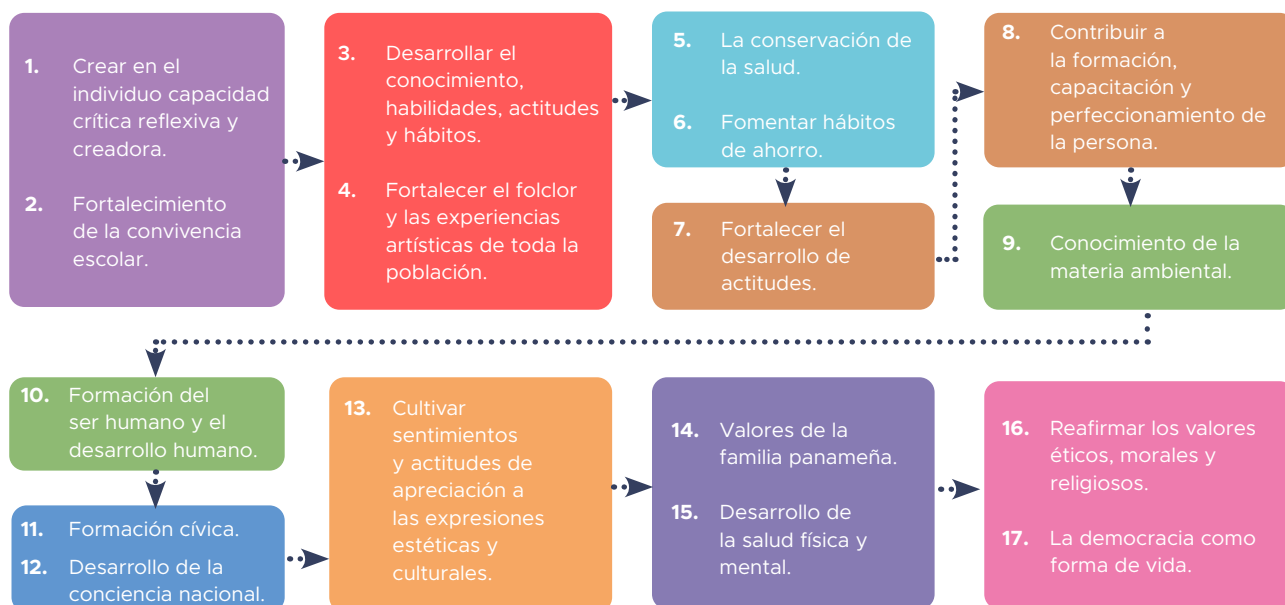 1. Crear en el
individuo capacidad
crítica reflexiva y
creadora.
2. Fortalecimiento
de la convivencia
escolar.
3. Desarrollar el
conocimiento,
habilidades, actitudes
y hábitos.
4. Fortalecer el folclor
y las experiencias
artísticas de toda la
población.
5. La conservación de
la salud.
6. Fomentar hábitos
de ahorro.
7. Fortalecer el
desarrollo de
actitudes.
8. Contribuir a
la formación,
capacitación y
perfeccionamiento de
la persona.
9. Conocimiento de la
materia ambiental.
10. Formación del
ser humano y el
desarrollo humano.
11. Formación cívica.
12. Desarrollo de la
conciencia nacional.
13. Cultivar
sentimientos
y actitudes de
apreciación a
las expresiones
estéticas y
culturales.
14. Valores de la
familia panameña.
15. Desarrollo de
la salud física y
mental.
16. Reafirmar los valores
éticos, morales y
religiosos.
17. La democracia como
forma de vida.